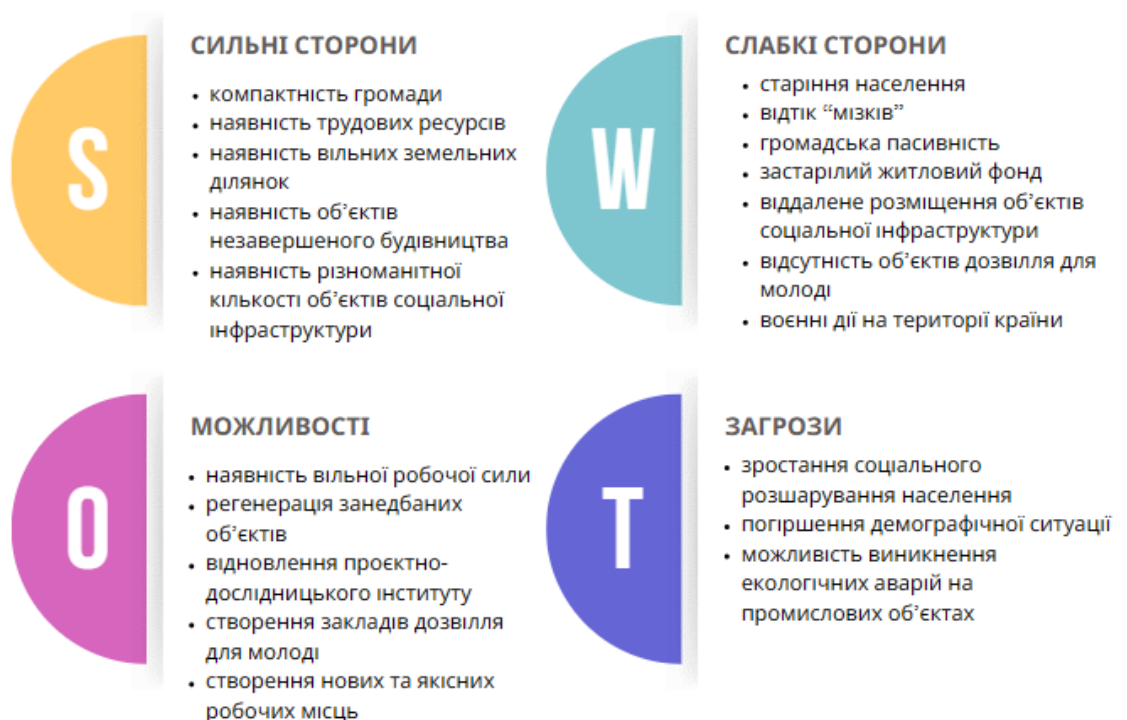 S
СИЛЬНІ СТОРОНИ
• компактність громади
• наявність трудових ресурсів
• наявність вільних земельних
ділянок
• наявність об’єктів
незавершеного будівництва
• наявність різноманітної
кількості об’єктів соціальної
інфраструктури
W
СЛАБКІ СТОРОНИ
• старіння населення
• відтік “мізків”
• громадська пасивність
• застарілий житловий фонд
• віддалене розміщення об’єктів
соціальної інфраструктури
• відсутність об’єктів дозвілля для
молоді
• воєнні дії на території країни
O
МОЖЛИВОСТІ
• наявність вільної робочої сили
• регенерація занедбаних
об’єктів
• відновлення проєктно-
дослідницького інституту
• створення закладів дозвілля
для молоді
• створення нових та якісних
робочих місць
T
ЗАГРОЗИ
• зростання соціального
розшарування населення
• погіршення демографічної ситуації
• можливість виникнення
екологічних аварій на
промислових об’єктах